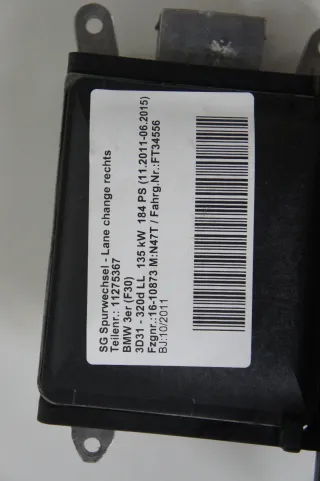 SG Spurwechsel - Lane change rechts
Teilenr.: 11275367
BMW 3er (F30)
3D31 - 320d LL 135 kW 184 PS (11.2011-06.2015)
Fzgnr.:16-10873 M:N47T / Fahrg.Nr.:FT34556
BJ:10/2011